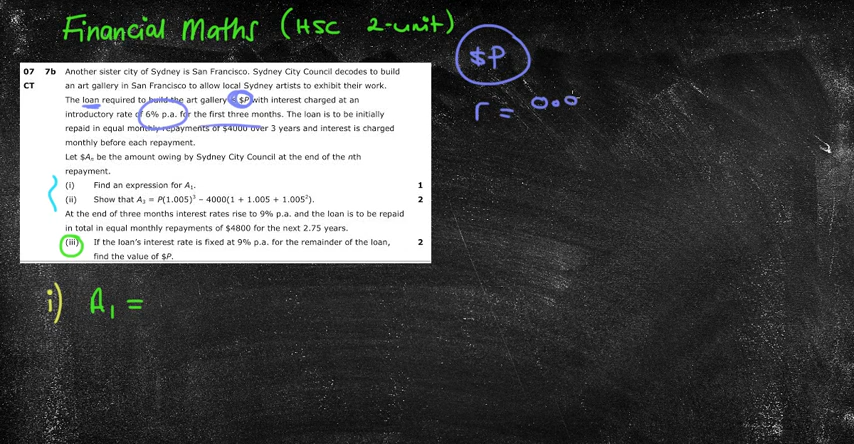 Financial Maths (HSC 2-unit)
07 7b Another sister city of Sydney is San Francisco. Sydney City Council decodes to build
CT an art gallery in San Francisco to allow local Sydney artists to exhibit their work.
The loan required to build the art gallery is $P with interest charged at an
introductory rate of 6% p.a. for the first three months. The loan is to be initially
repaid in equal monthly repayments of $4000 over 3 years and interest is charged
monthly before each repayment.
Let $Aₙ be the amount owing by Sydney City Council at the end of the nth
repayment.
(i) Find an expression for A₁. 1
(ii) Show that A₃ = P(1.005)³ – 4000(1 + 1.005 + 1.005²). 2
At the end of three months interest rates rise to 9% p.a. and the loan is to be repaid
in total in equal monthly repayments of $4800 for the next 2.75 years.
(iii) If the loan's interest rate is fixed at 9% p.a. for the remainder of the loan, 2
find the value of $P.
$P
r = 0.0
i) A₁ =